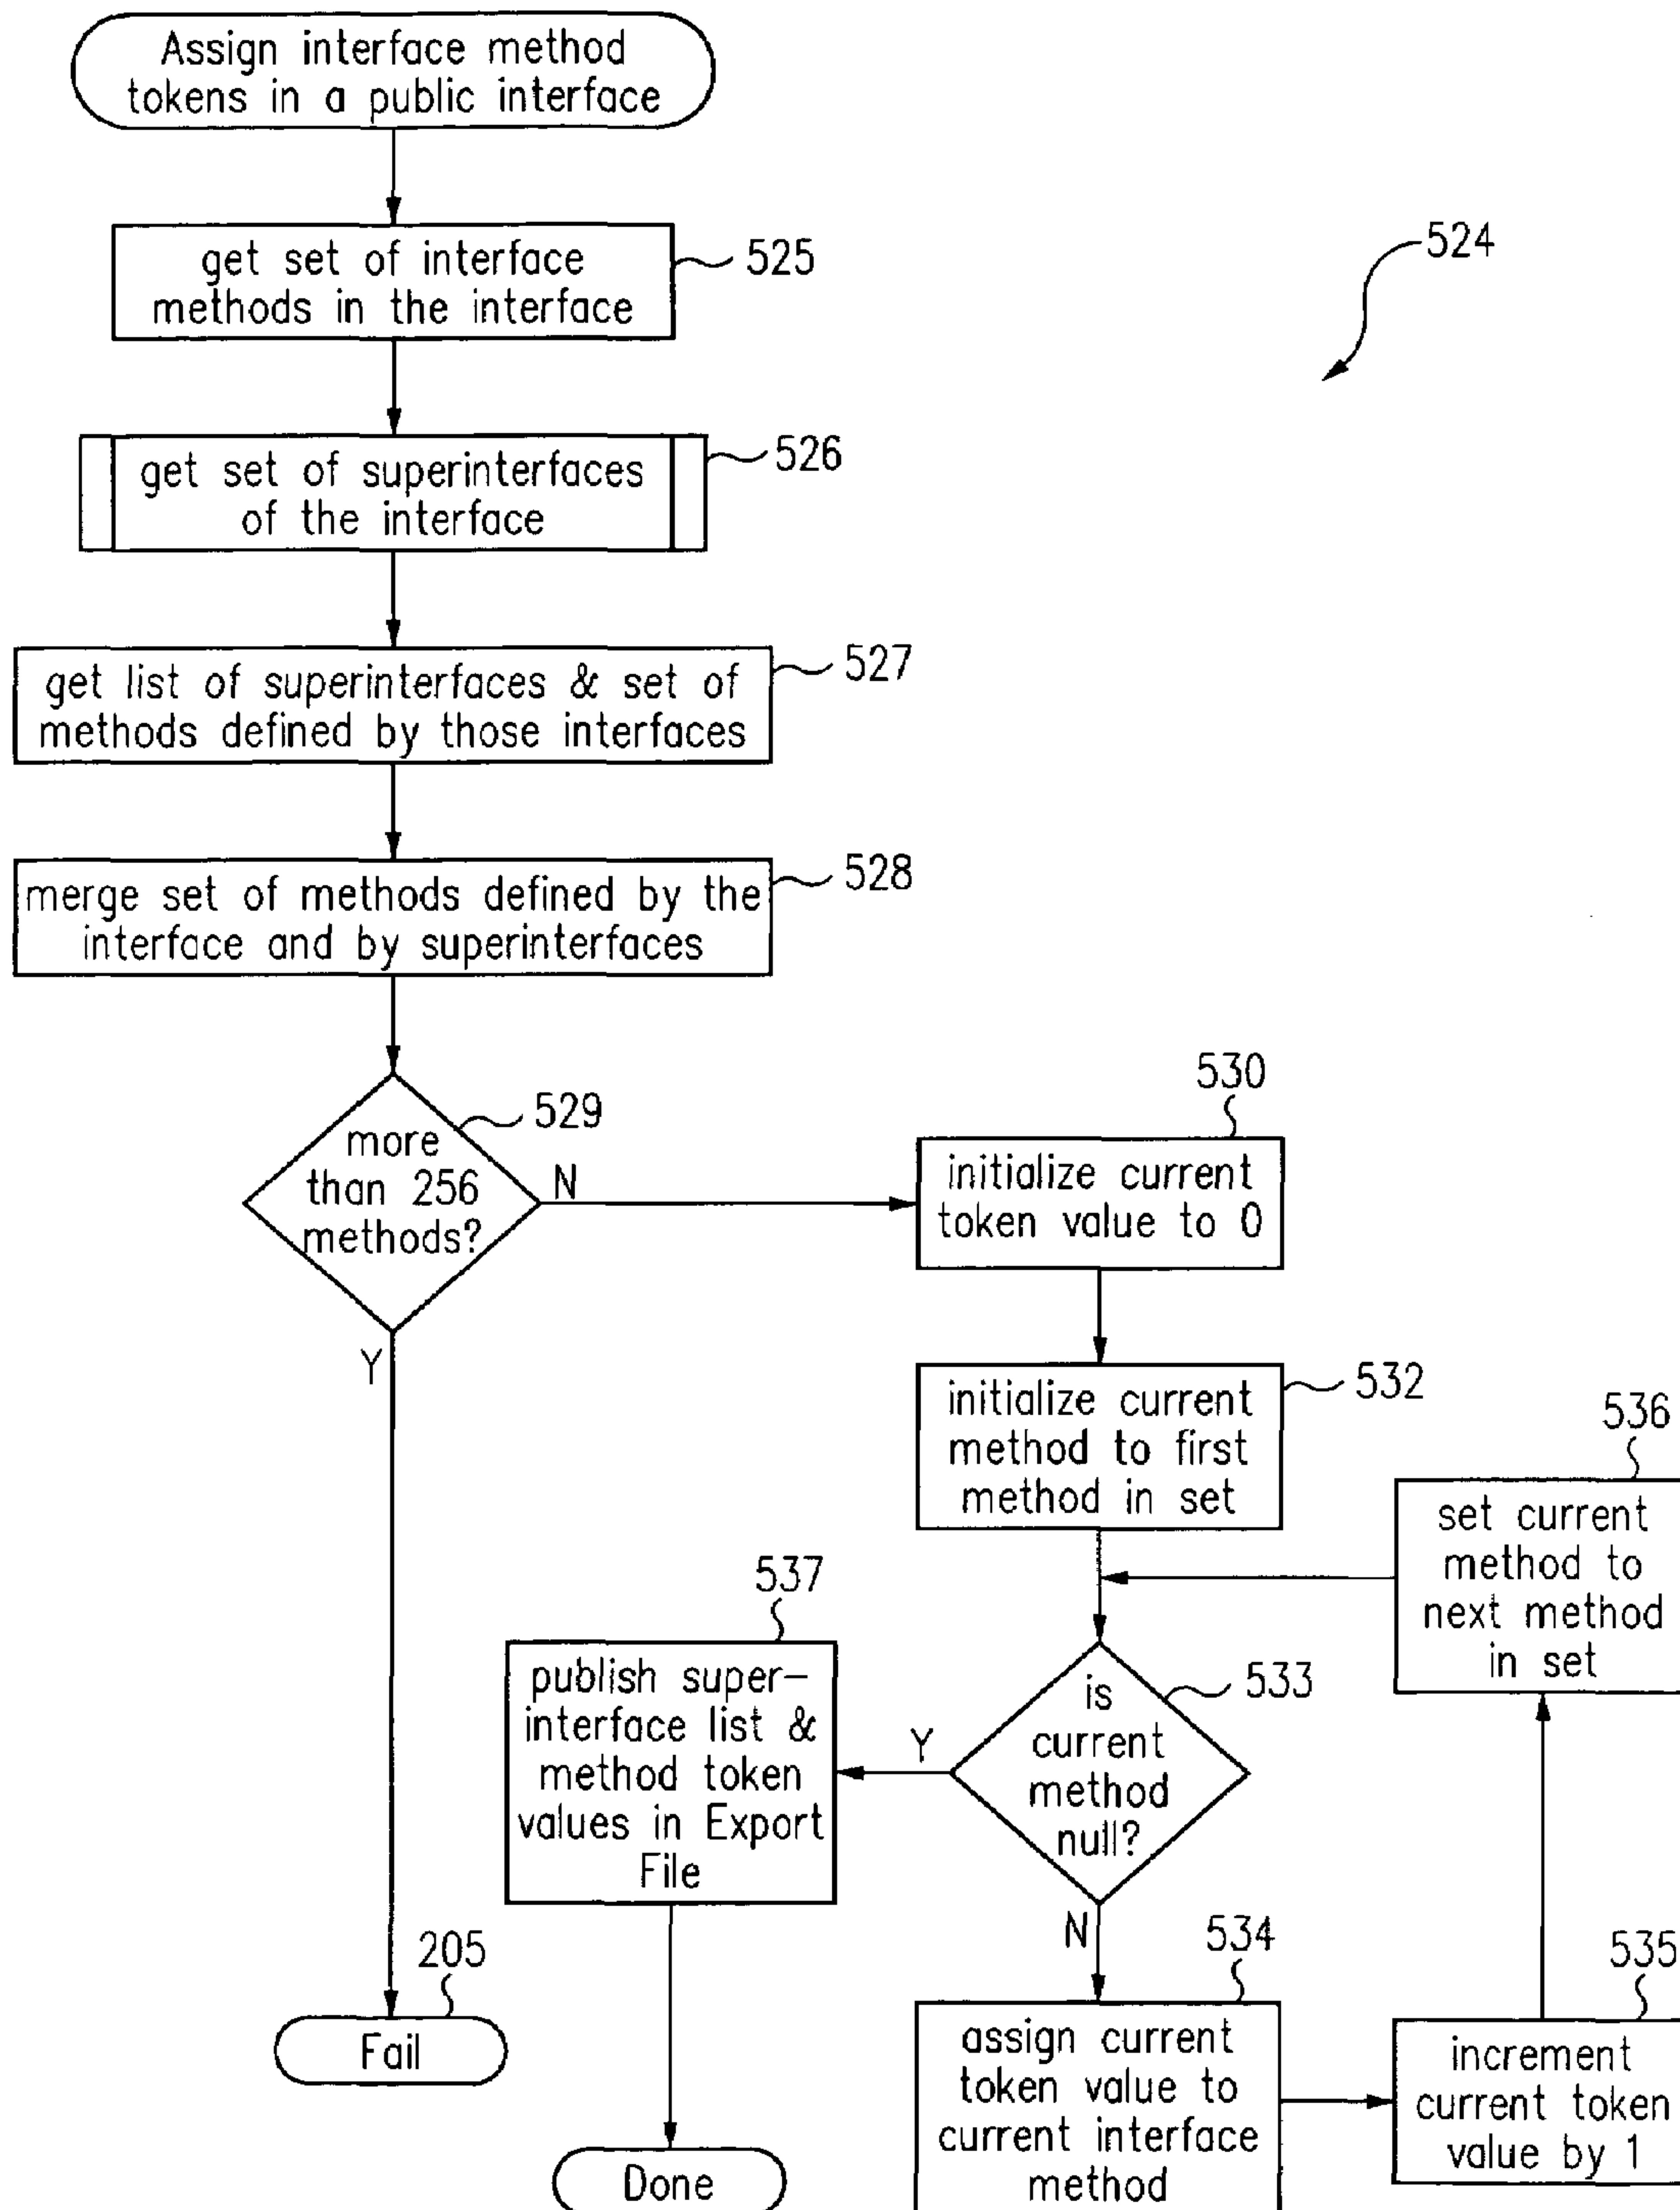 Assign interface method
tokens in a public interface
get set of interface
methods in the interface
525
524
get set of superinterfaces
of the interface
526
get list of superinterfaces & set of
methods defined by those interfaces
527
merge set of methods defined by the
interface and by superinterfaces
528
more
than 256
methods?
529
N
Y
530
initialize current
token value to 0
initialize current
method to first
method in set
532
536
set current
method to
next method
in set
537
publish super-
interface list &
method token
values in Export
File
is
current
method
null?
533
Y
N
205
Fail
Done
534
assign current
token value to
current interface
method
535
increment
current token
value by 1